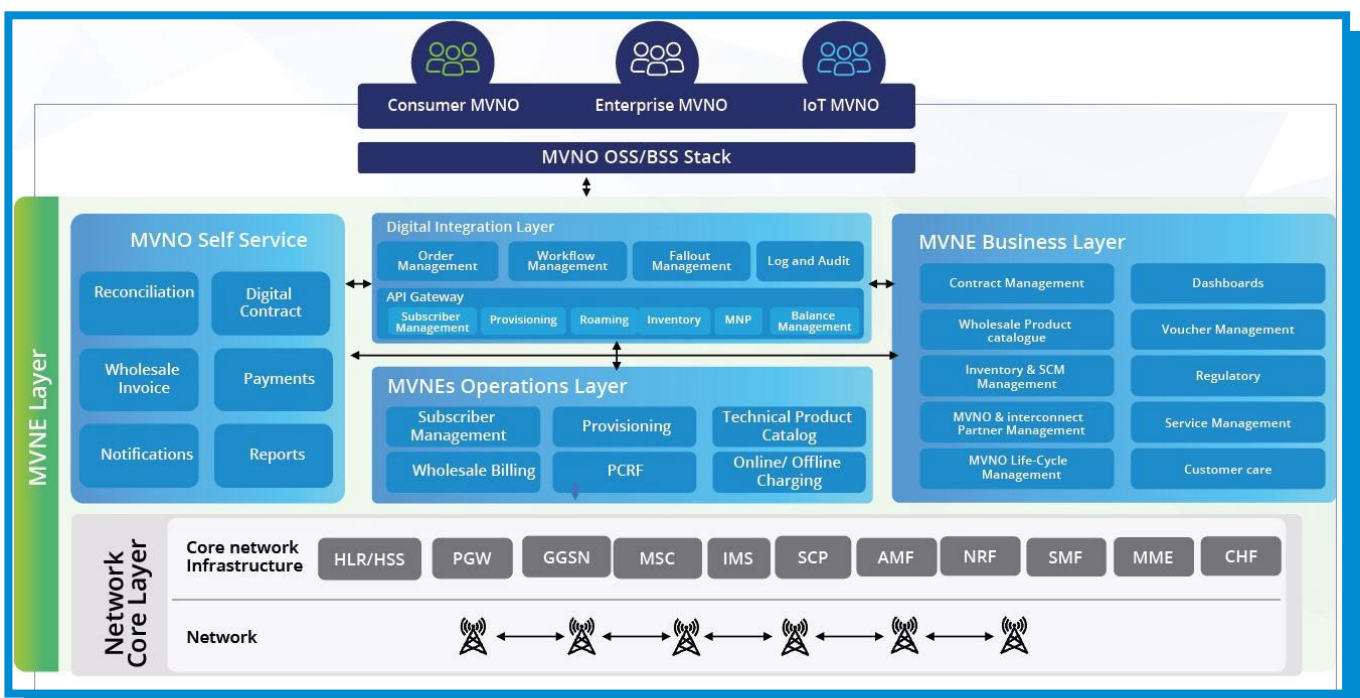 Consumer MVNO
Enterprise MVNO
IoT MVNO
MVNO OSS/BSS Stack
MVNE Layer
MVNO Self Service
Reconciliation
Digital
Contract
Wholesale
Invoice
Payments
Notifications
Reports
Digital Integration Layer
Order
Management
Workflow
Management
Fallout
Management
Log and Audit
API Gateway
Subscriber
Management
Provisioning
Roaming
Inventory
MNP
Balance
Management
MVNEs Operations Layer
Subscriber
Management
Provisioning
Technical Product
Catalog
Wholesale Billing
PCRF
Online/ Offline
Charging
MVNE Business Layer
Contract Management
Dashboards
Wholesale Product
catalogue
Voucher Management
Inventory & SCM
Management
Regulatory
MVNO & interconnect
Partner Management
Service Management
MVNO Life-Cycle
Management
Customer care
Network
Core Layer
Core network
Infrastructure
HLR/HSS
PGW
GGSN
MSC
IMS
SCP
AMF
NRF
SMF
MME
CHF
Network